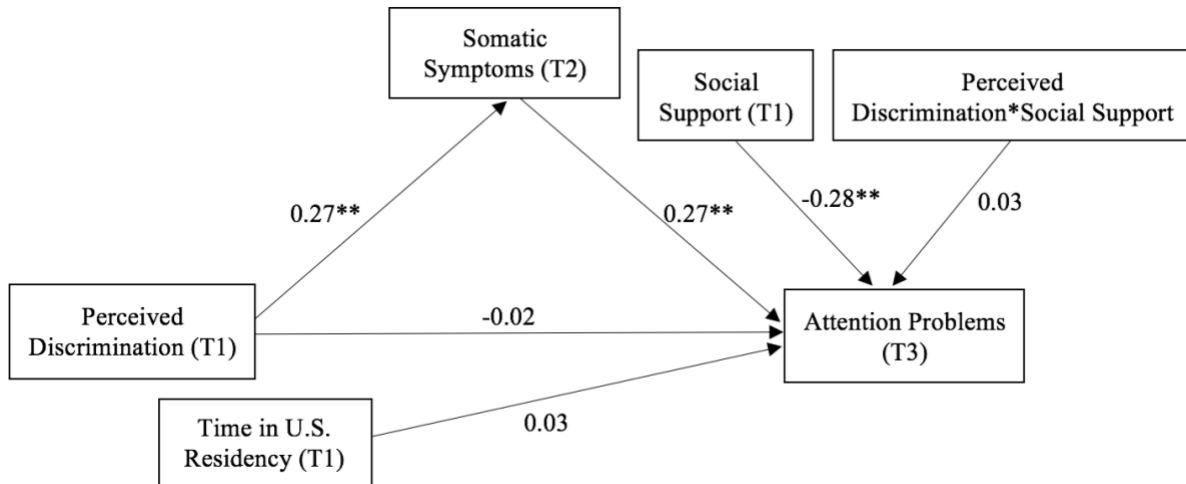 Somatic
Symptoms (T2)
Social
Support (T1)
Perceived
Discrimination*Social Support
0.27**
0.27**
-0.28**
0.03
Perceived
Discrimination (T1)
-0.02
Attention Problems
(T3)
Time in U.S.
Residency (T1)
0.03